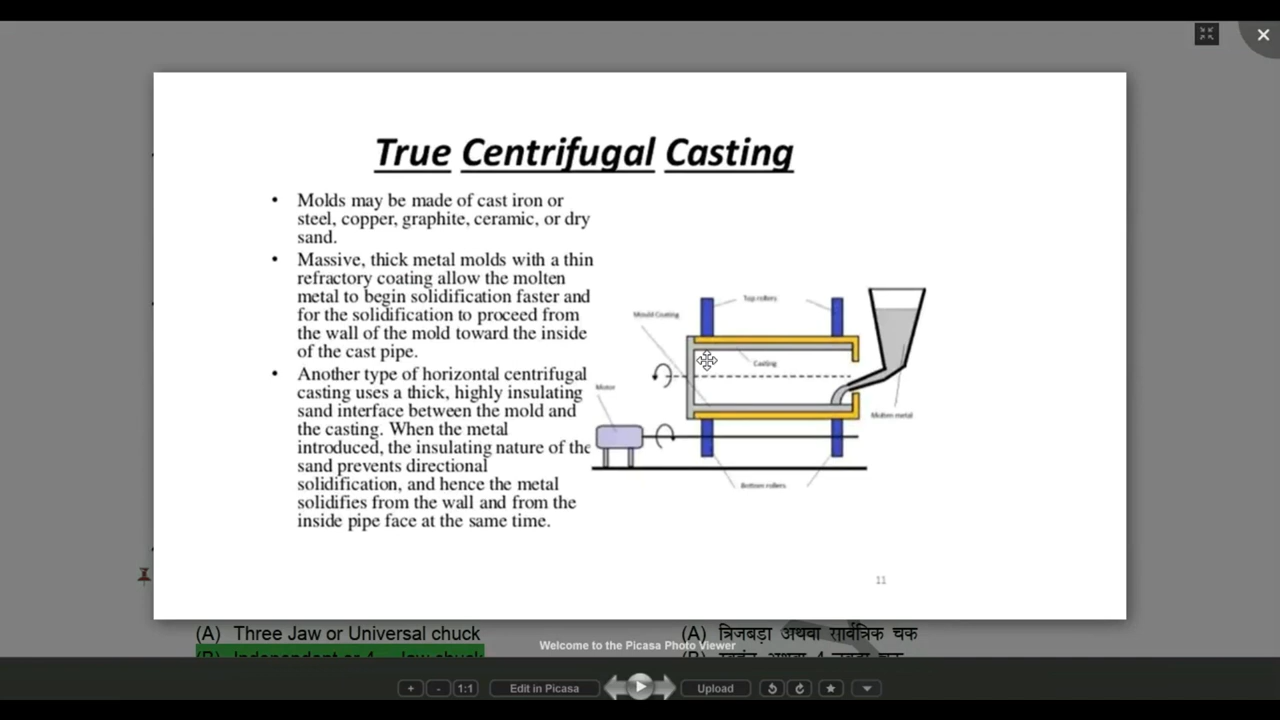 True Centrifugal Casting
• Molds may be made of cast iron or
steel, copper, graphite, ceramic, or dry
sand.
• Massive, thick metal molds with a thin
refractory coating allow the molten
metal to begin solidification faster and
for the solidification to proceed from
the wall of the mold toward the inside
of the cast pipe.
• Another type of horizontal centrifugal
casting uses a thick, highly insulating
sand interface between the mold and
the casting. When the metal
introduced, the insulating nature of the
sand prevents directional
solidification, and hence the metal
solidifies from the wall and from the
inside pipe face at the same time.
Top rollers
Mould Coating
Casting
Motor
Molten metal
Bottom rollers
11
(A) Three Jaw or Universal chuck
(A) त्रिजबड़ा अथवा सार्वत्रिक चक
Welcome to the Picasa Photo Viewer
(B) Independent or 4 - Jaw chuck
+
-
1:1
Edit in Picasa
Upload